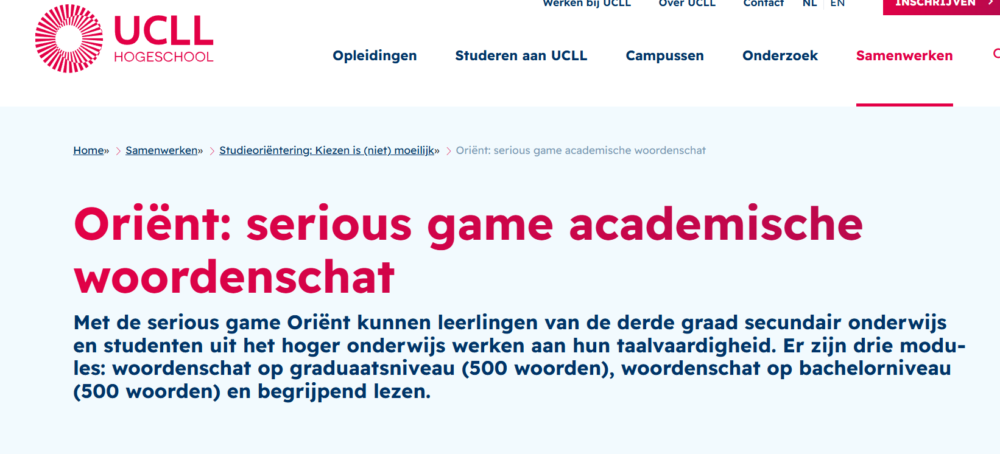 Werken bij UCLL Over UCLL Contact NL EN INSCHRIJVEN
UCLL
HOGESCHOOL
Opleidingen Studeren aan UCLL Campussen Onderzoek Samenwerken
Home» Samenwerken» Studieoriëntering: Kiezen is (niet) moeilijk» Oriënt: serious game academische woordenschat
Oriënt: serious game academische
woordenschat
Met de serious game Oriënt kunnen leerlingen van de derde graad secundair onderwijs
en studenten uit het hoger onderwijs werken aan hun taalvaardigheid. Er zijn drie modu-
les: woordenschat op graduaatsniveau (500 woorden), woordenschat op bachelorniveau
(500 woorden) en begrijpend lezen.